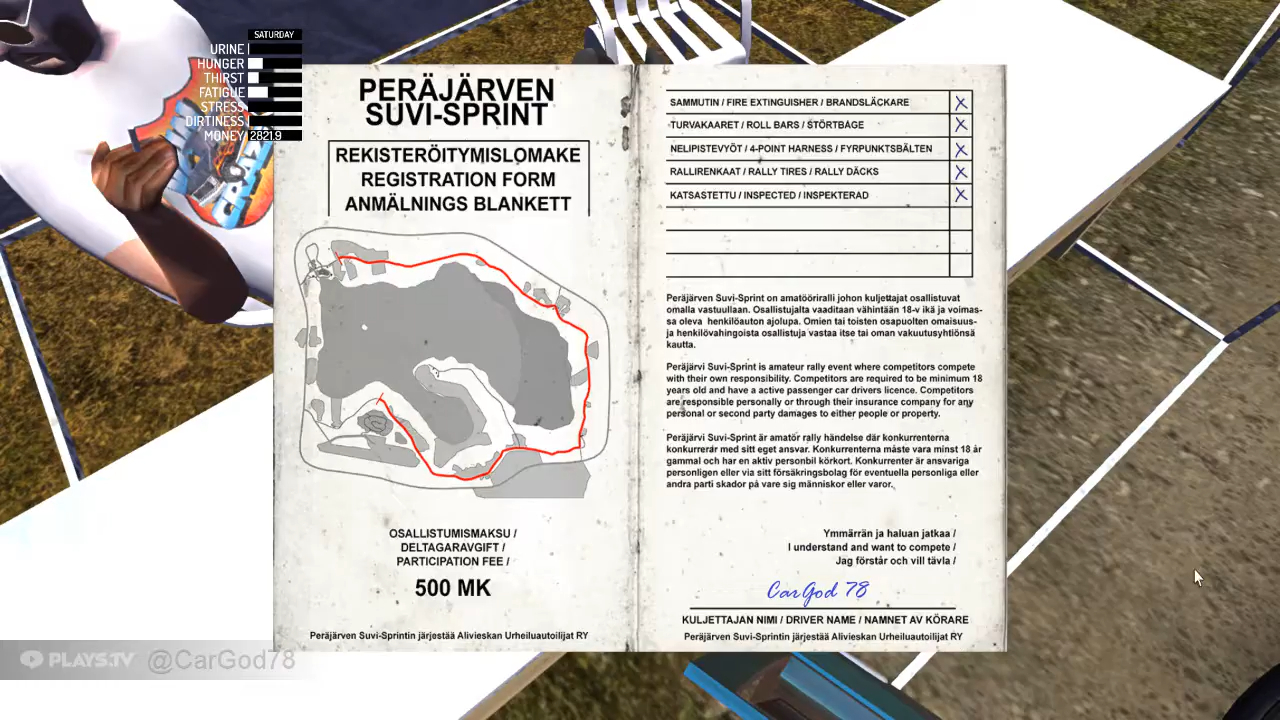 SATURDAY
URINE
HUNGER
THIRST
FATIGUE
STRESS
DIRTINESS
MONEY 2821.9
PERÄJÄRVEN
SUVI-SPRINT
REKISTERÖITYMISLOMAKE
REGISTRATION FORM
ANMÄLNINGS BLANKETT
OSALLISTUMISMAKSU /
DELTAGARAVGIFT /
PARTICIPATION FEE /
500 MK
Peräjärven Suvi-Sprintin järjestää Alivieskan Urheiluautoilijat RY
SAMMUTIN / FIRE EXTINGUISHER / BRANDSLÄCKARE X
TURVAKAARET / ROLL BARS / STÖRTBÅGE X
NELIPISTEVYÖT / 4-POINT HARNESS / FYRPUNKTSBÄLTEN X
RALLIRENKAAT / RALLY TIRES / RALLY DÄCKS X
KATSASTETTU / INSPECTED / INSPEKTERAD X
Peräjärven Suvi-Sprint on amatööriralli johon kuljettajat osallistuvat
omalla vastuullaan. Osallistujalta vaaditaan vähintään 18-v ikä ja voimas-
sa oleva henkilöauton ajolupa. Omien tai toisten osapuolten omaisuus-
ja henkilövahingoista osallistuja vastaa itse tai oman vakuutusyhtiönsä
kautta.
Peräjärvi Suvi-Sprint is amateur rally event where competitors compete
with their own responsibility. Competitors are required to be minimum 18
years old and have a active passenger car drivers licence. Competitors
are responsible personally or through their insurance company for any
personal or second party damages to either people or property.
Peräjärvi Suvi-Sprint är amatör rally händelse där konkurrenterna
konkurrerar med sitt eget ansvar. Konkurrenterna måste vara minst 18 år
gammal och har en aktiv personbil körkort. Konkurrenter är ansvariga
personligen eller via sitt försäkringsbolag för eventuella personliga eller
andra parti skador på vare sig människor eller varor.
Ymmärrän ja haluan jatkaa /
I understand and want to compete /
Jag förstår och vill tävla /
CarGod 78
KULJETTAJAN NIMI / DRIVER NAME / NAMNET AV KÖRARE
Peräjärven Suvi-Sprintin järjestää Alivieskan Urheiluautoilijat RY
PLAYS.TV @CarGod78